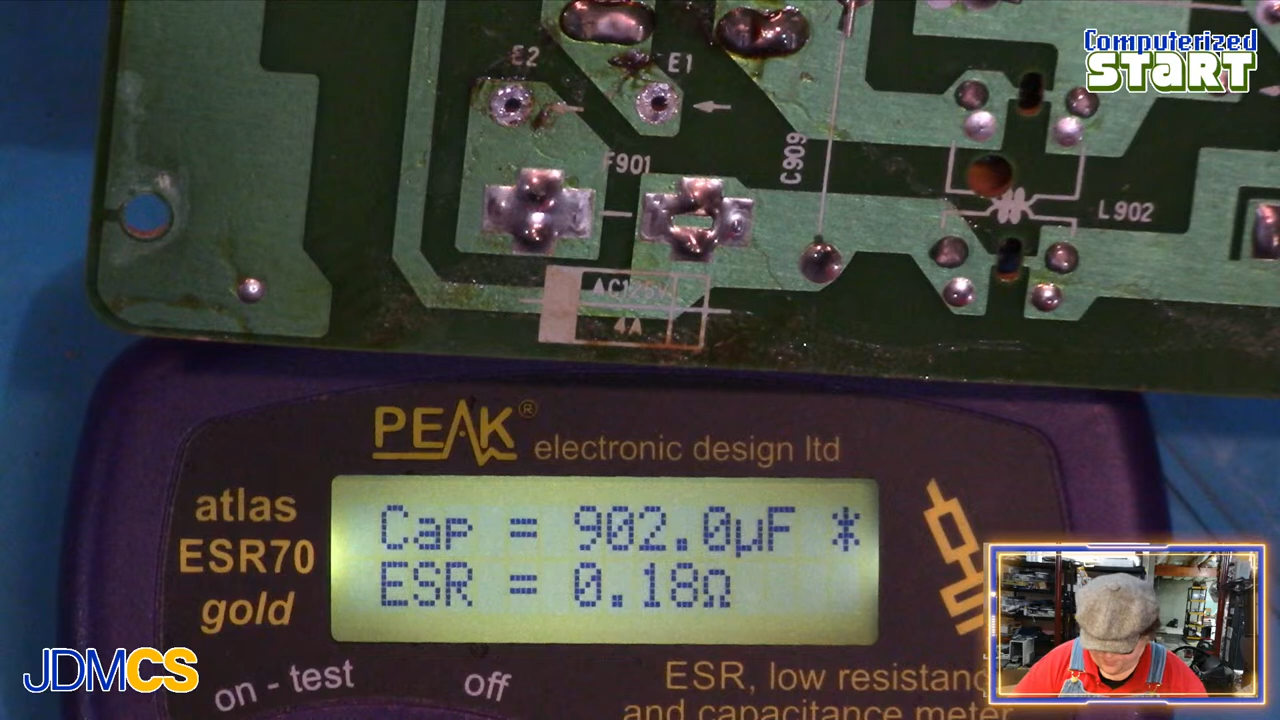 Computerized
START
E2
E1
F901
C909
L902
AC125V
4A
PEAK®
electronic design ltd
atlas
ESR70
gold
Cap = 902.0µF *
ESR = 0.18Ω
on - test
off
ESR, low resistanc
and capacitance meter
JDMCS